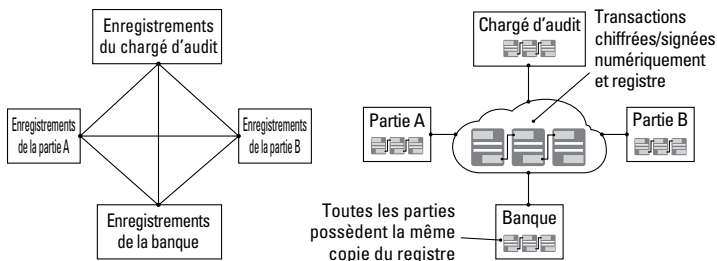 Enregistrements
du chargé d'audit
Enregistrements
de la partie A
Enregistrements
de la partie B
Enregistrements
de la banque
Chargé d'audit
Transactions
chiffrées/signées
numériquement
et registre
Partie A
Partie B
Toutes les parties
possèdent la même
copie du registre
Banque